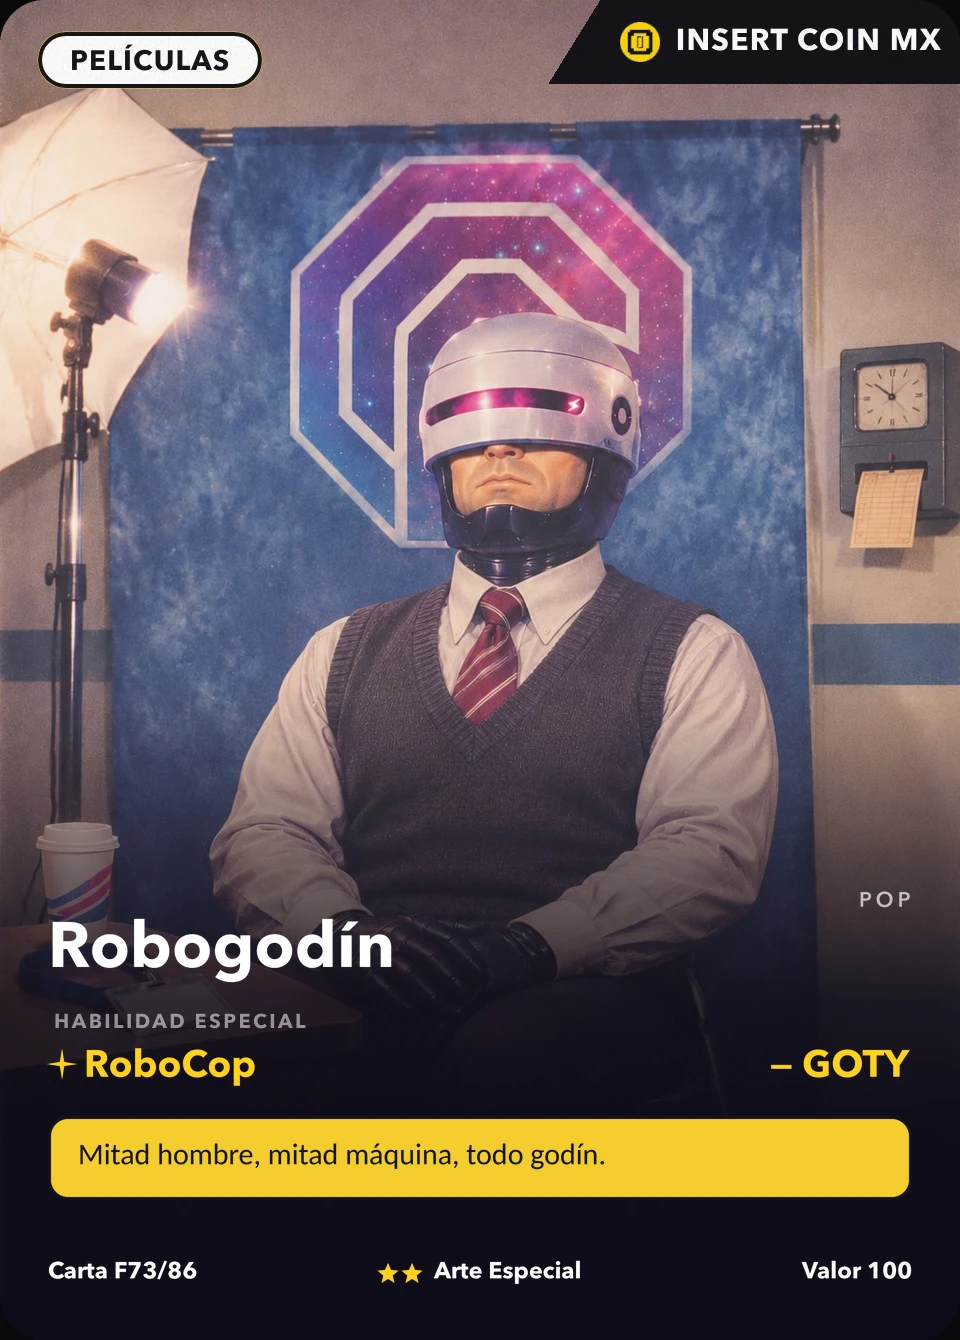 PELÍCULAS
INSERT COIN MX
POP
Robogodín
HABILIDAD ESPECIAL
RoboCop
– GOTY
Mitad hombre, mitad máquina, todo godín.
Carta F73/86
★★ Arte Especial
Valor 100